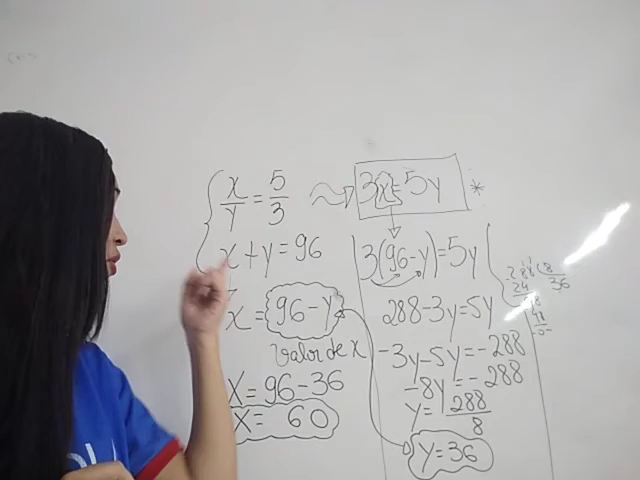 x/y = 5/3
x + y = 96
x = 96 - y
Valor de x
X = 96 - 36
X = 60
3x = 5y *
3(96 - y) = 5y
288 - 3y = 5y
-3y - 5y = -288
-8y = -288
y = 288/8
y = 36
36